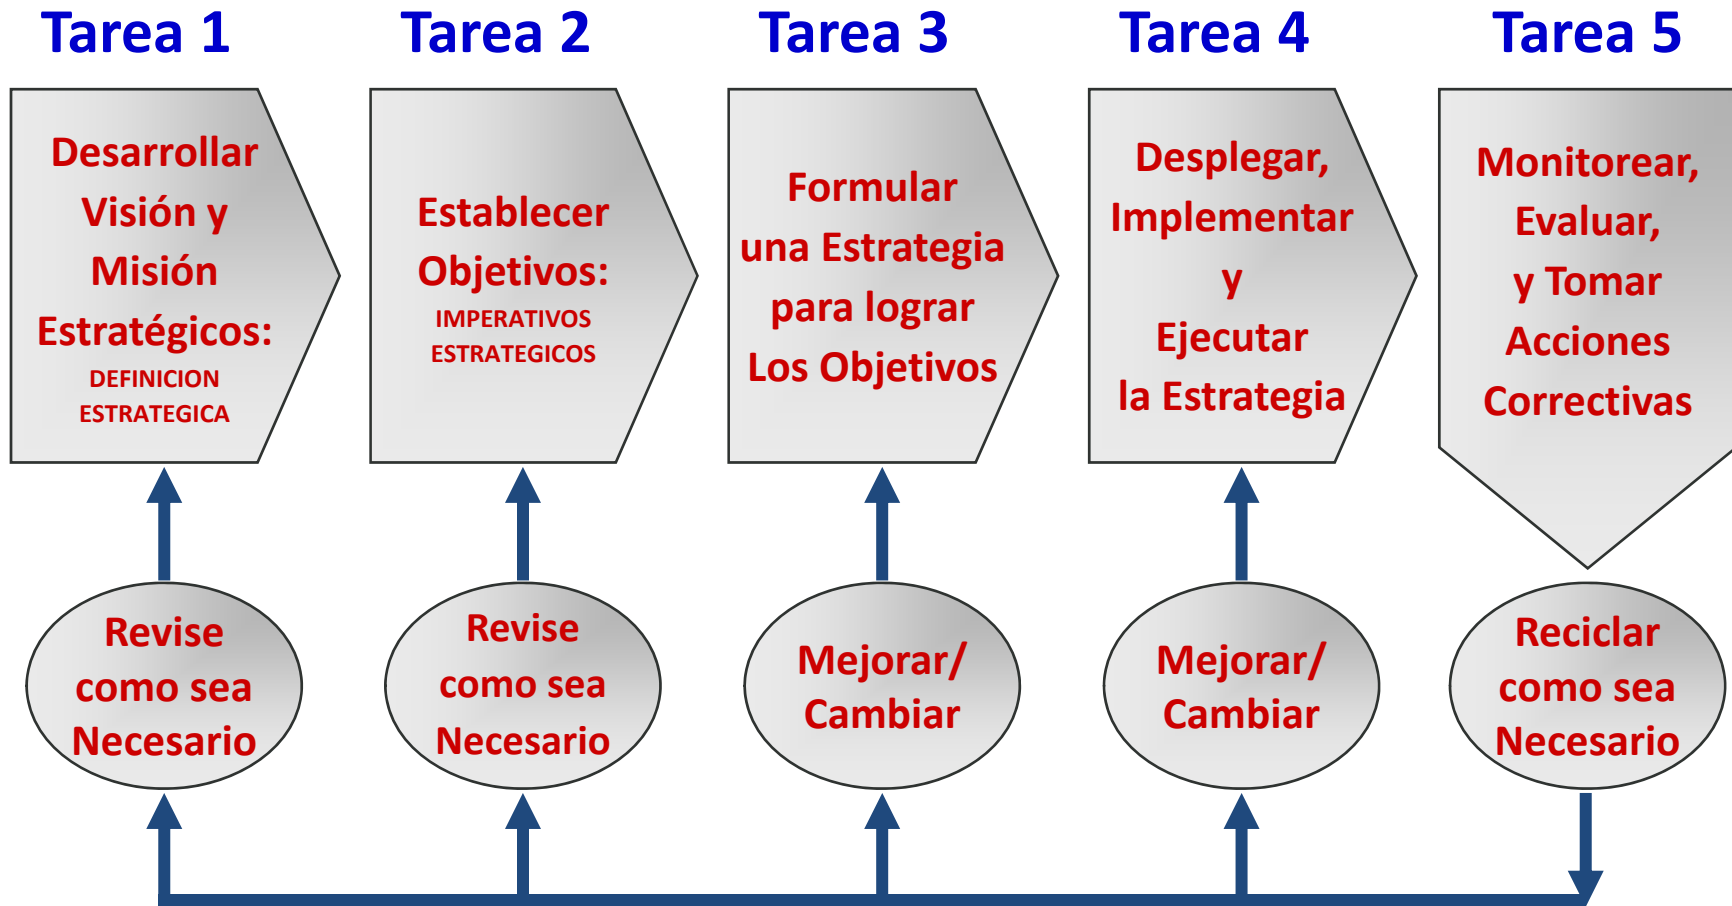 Tarea 1
Tarea 2
Tarea 3
Tarea 4
Tarea 5
Desarrollar
Visión y
Misión
Estratégicos:
DEFINICION
ESTRATEGICA
Establecer
Objetivos:
IMPERATIVOS
ESTRATEGICOS
Formular
una Estrategia
para lograr
Los Objetivos
Desplegar,
Implementar
y
Ejecutar
la Estrategia
Monitorear,
Evaluar,
y Tomar
Acciones
Correctivas
Revise
como sea
Necesario
Revise
como sea
Necesario
Mejorar/
Cambiar
Mejorar/
Cambiar
Reciclar
como sea
Necesario